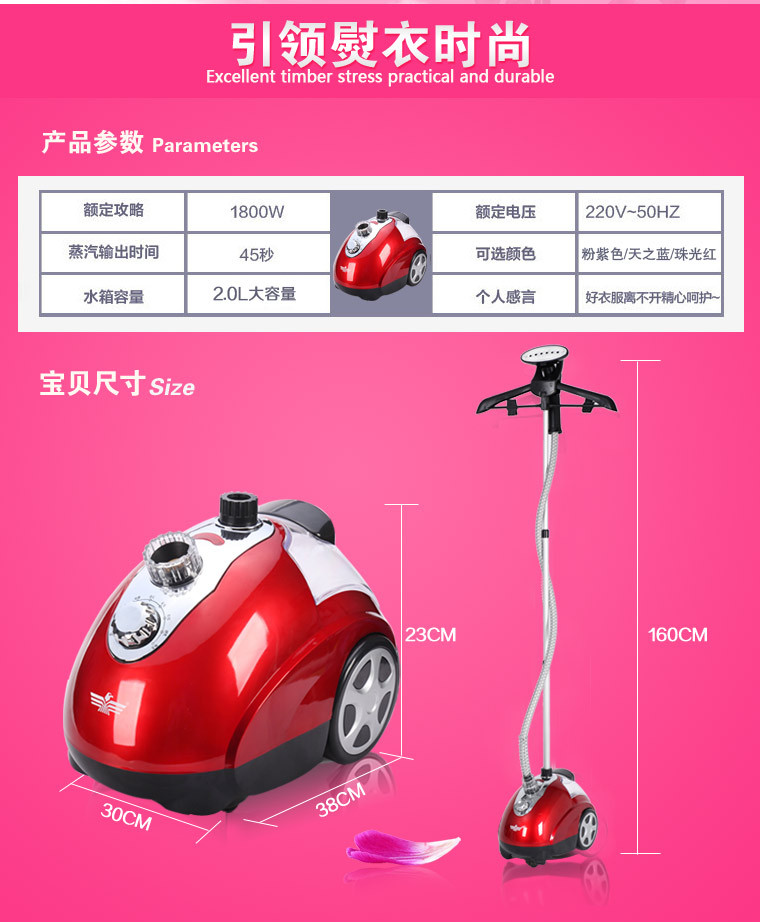 引领熨衣时尚
Excellent timber stress practical and durable
产品参数 Parameters
额定攻略 1800W 额定电压 220V~50HZ
蒸汽输出时间 45秒 可选颜色 粉紫色/天之蓝/珠光红
水箱容量 2.0L大容量 个人感言 好衣服离不开精心呵护~
宝贝尺寸 Size
23CM
160CM
30CM
38CM